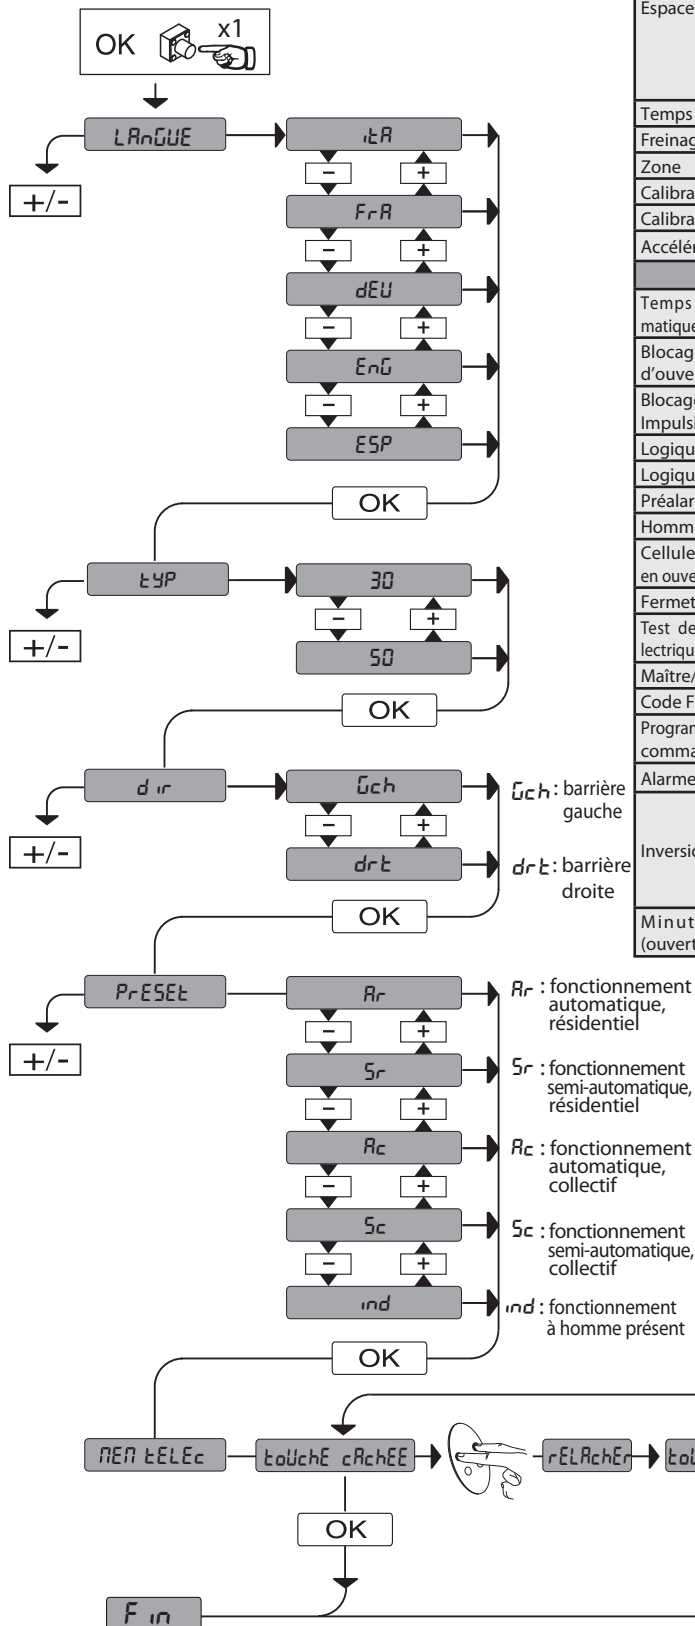 OK x1
LAnGUE
+/-
itA
- +
FrA
- +
dEU
- +
EnG
- +
ESP
OK
tYP
+/-
30
- +
50
OK
dir
+/-
Gch
- +
drt
Gch : barrière
gauche
drt : barrière
droite
OK
PrESEt
+/-
Ar
- +
Sr
- +
Ac
- +
Sc
- +
ind
Ar : fonctionnement
automatique,
résidentiel
Sr : fonctionnement
semi-automatique,
résidentiel
Ac : fonctionnement
automatique,
collectif
Sc : fonctionnement
semi-automatique,
collectif
ind : fonctionnement
à homme présent
OK
MEM tELEc
toUchE cAchEE
rELAchEr
toU
OK
Fin
Espace
Temps
Freinag
Zone
Calibra
Calibra
Accélér
Temps
matique
Blocag
d'ouve
Blocage
Impulsi
Logiqu
Logiqu
Préalar
Homme
Cellule
en ouve
Fermet
Test de
lectriqu
Maître/
Code F
Program
comma
Alarme
Inversio
Minut
(ouvert